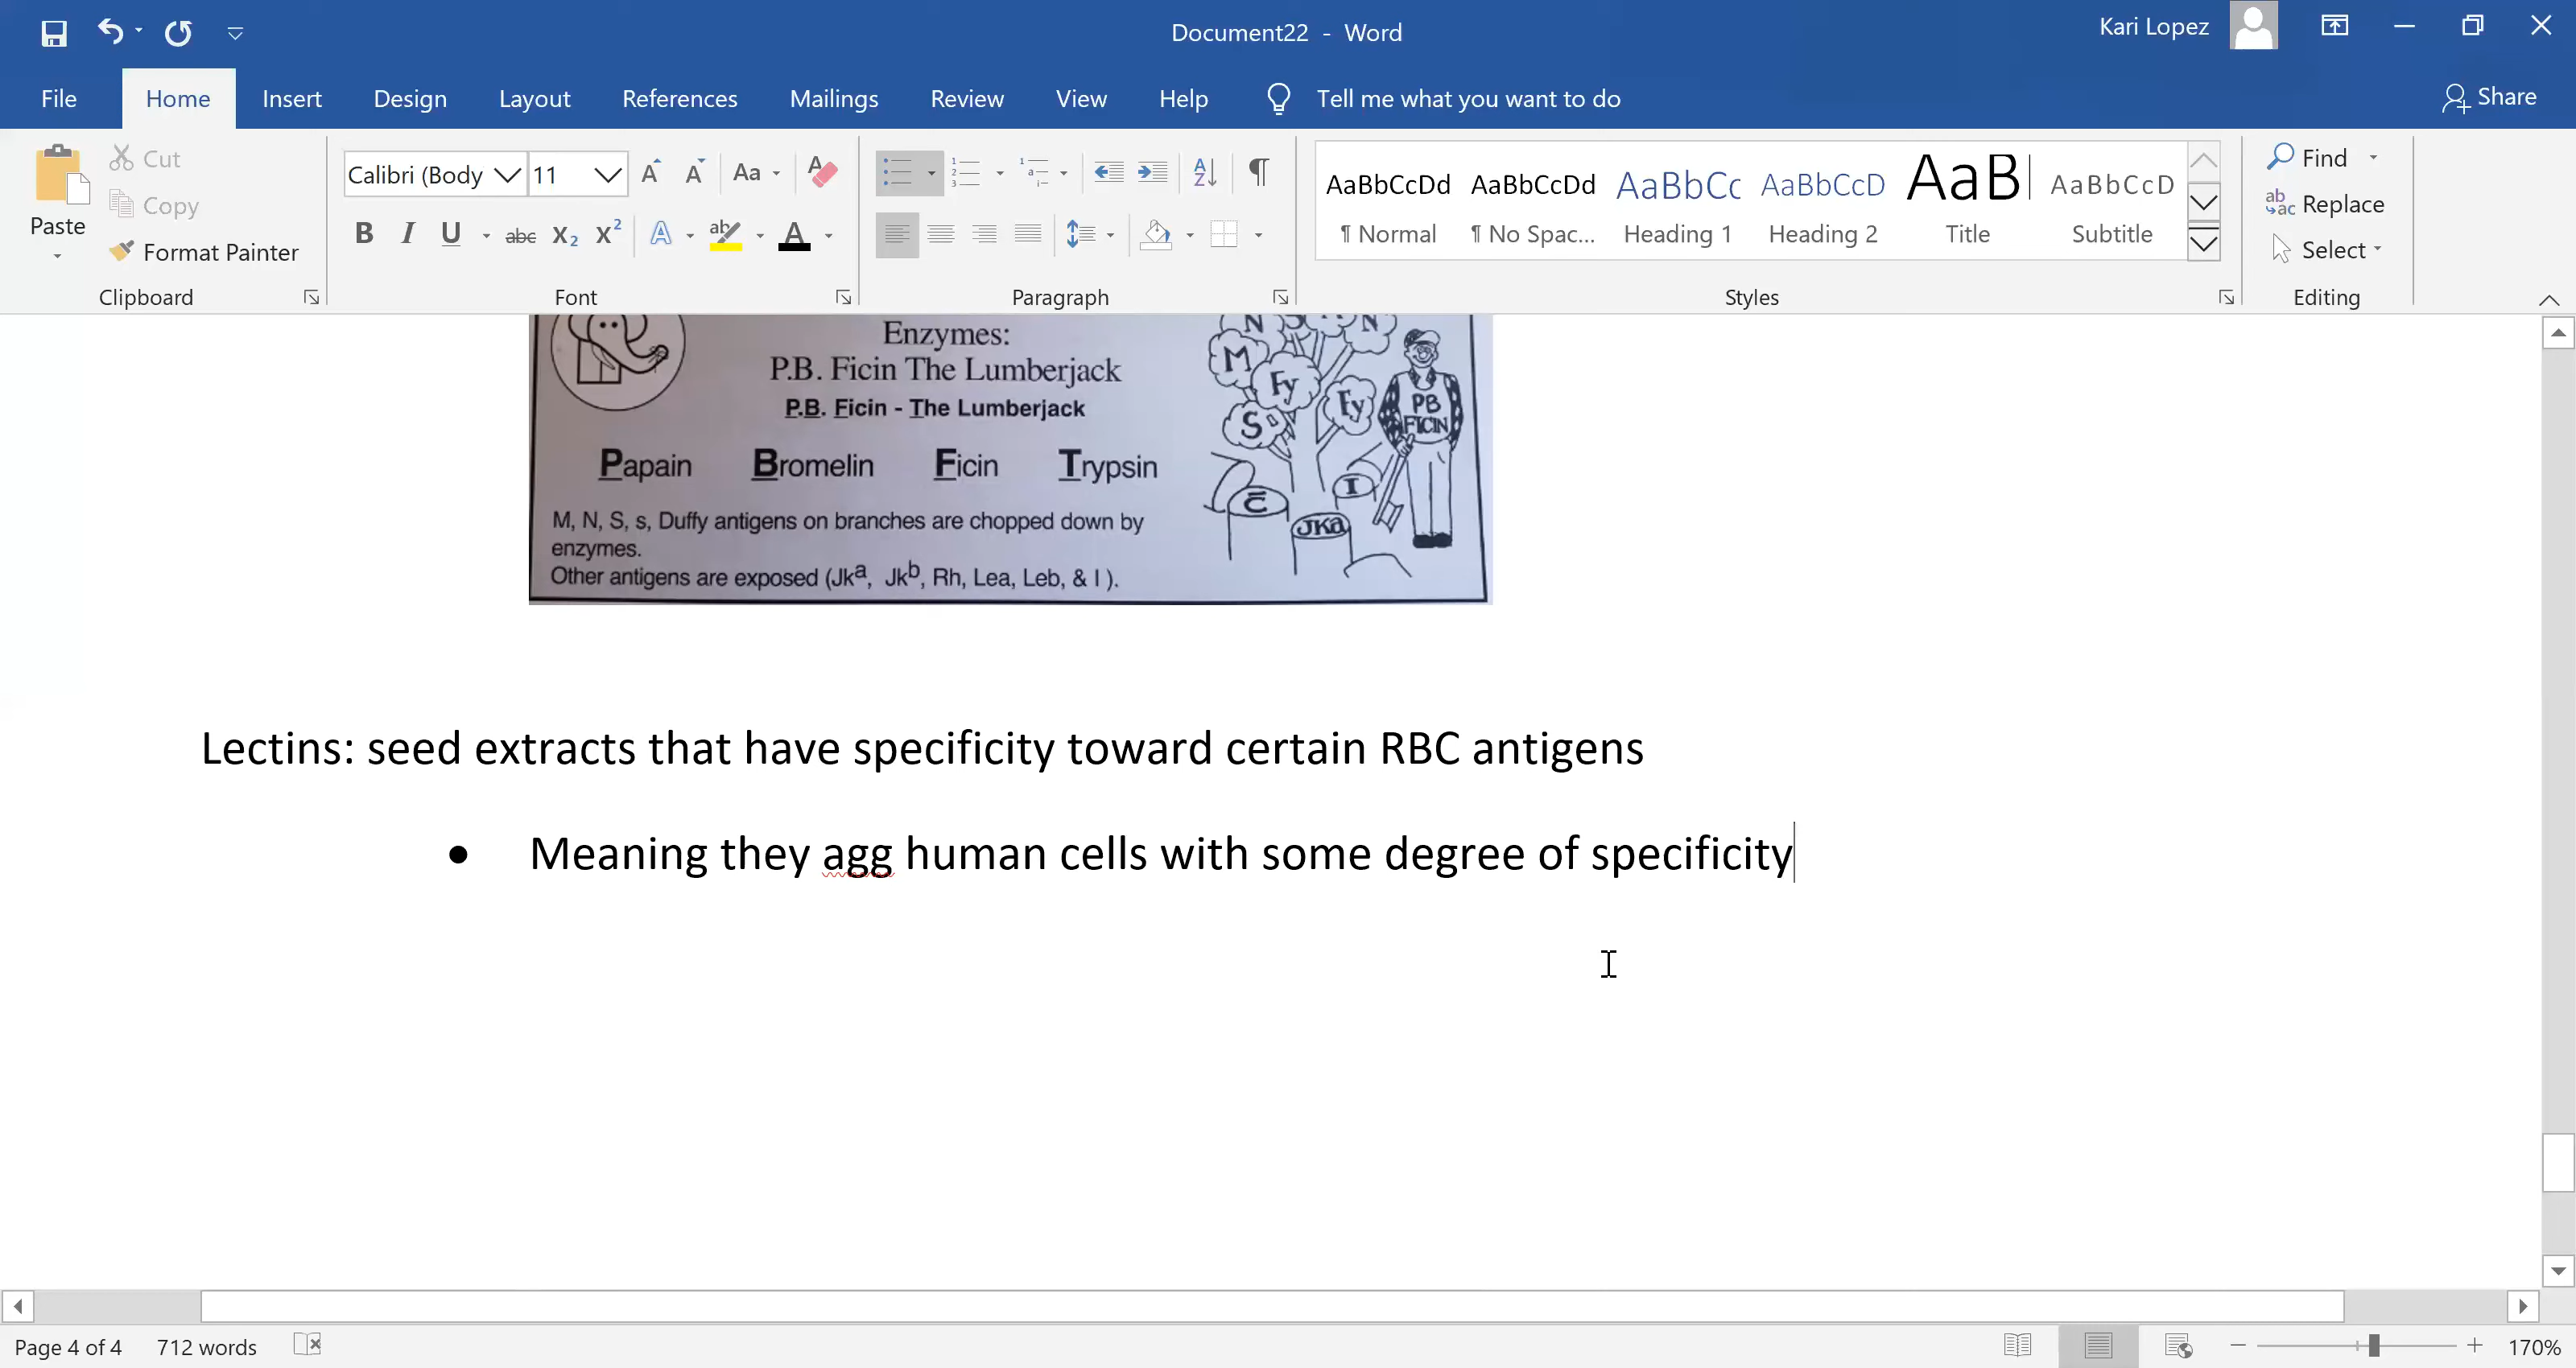 Document22 - Word
Kari Lopez
File Home Insert Design Layout References Mailings Review View Help Tell me what you want to do Share
Paste
Cut
Copy
Format Painter
Clipboard
Calibri (Body 11
Aa
B I U abc X₂ X²
Font
Paragraph
AaBbCcDd AaBbCcDd AaBbCc AaBbCcD AaB AaBbCcD
¶ Normal ¶ No Spac... Heading 1 Heading 2 Title Subtitle
Styles
Find
Replace
Select
Editing
Enzymes:
P.B. Ficin The Lumberjack
P.B. Ficin - The Lumberjack
Papain Bromelin Ficin Trypsin
M, N, S, s, Duffy antigens on branches are chopped down by
enzymes.
Other antigens are exposed (Jkᵃ, Jkᵇ, Rh, Lea, Leb, & I ).
N
N
M
Fy
Fy
S
PB
FICIN
I
JKa
Lectins: seed extracts that have specificity toward certain RBC antigens
• Meaning they agg human cells with some degree of specificity
Page 4 of 4 712 words
170%